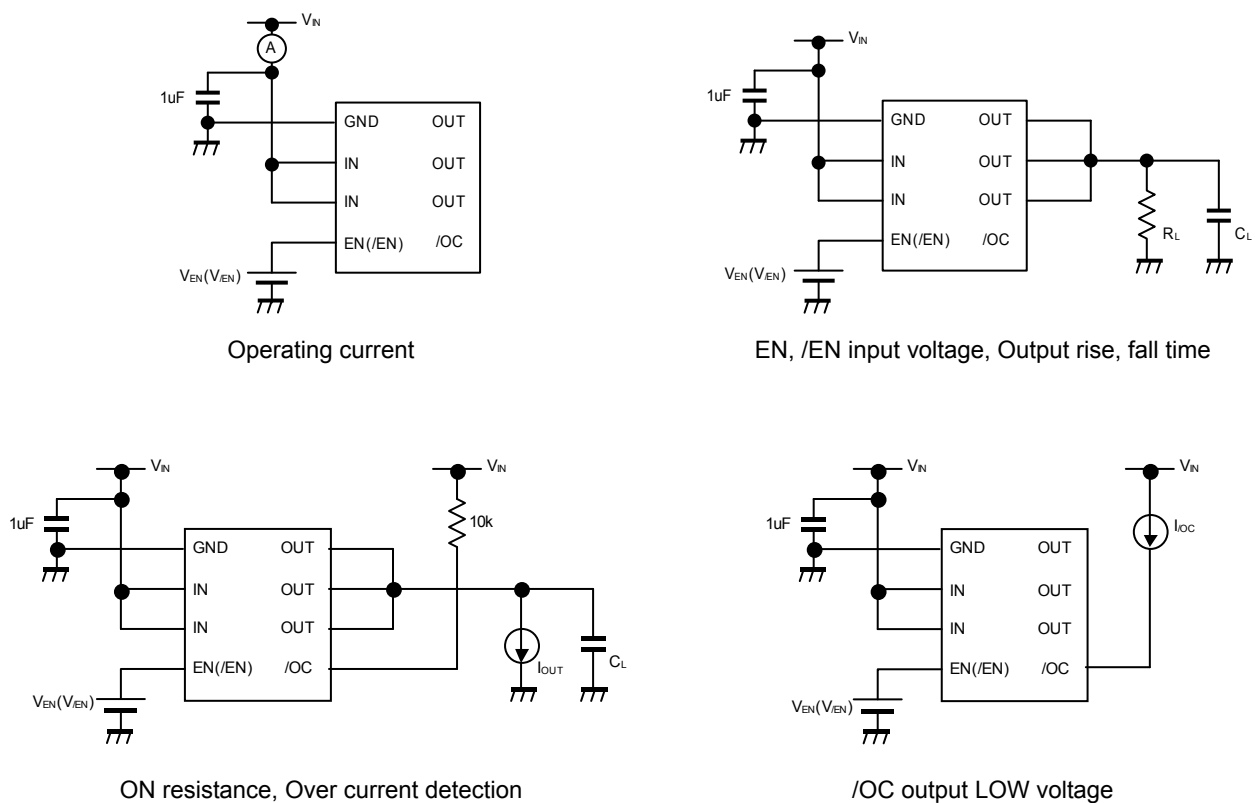 VIN
A
1uF
GND OUT
IN OUT
IN OUT
EN(/EN) /OC
VEN(V/EN)
Operating current
VIN
1uF
GND OUT
IN OUT
IN OUT
EN(/EN) /OC
VEN(V/EN)
RL
CL
EN, /EN input voltage, Output rise, fall time
VIN
VIN
1uF
10k
GND OUT
IN OUT
IN OUT
EN(/EN) /OC
VEN(V/EN)
IOUT
CL
ON resistance, Over current detection
VIN
VIN
1uF
I/OC
GND OUT
IN OUT
IN OUT
EN(/EN) /OC
VEN(V/EN)
/OC output LOW voltage